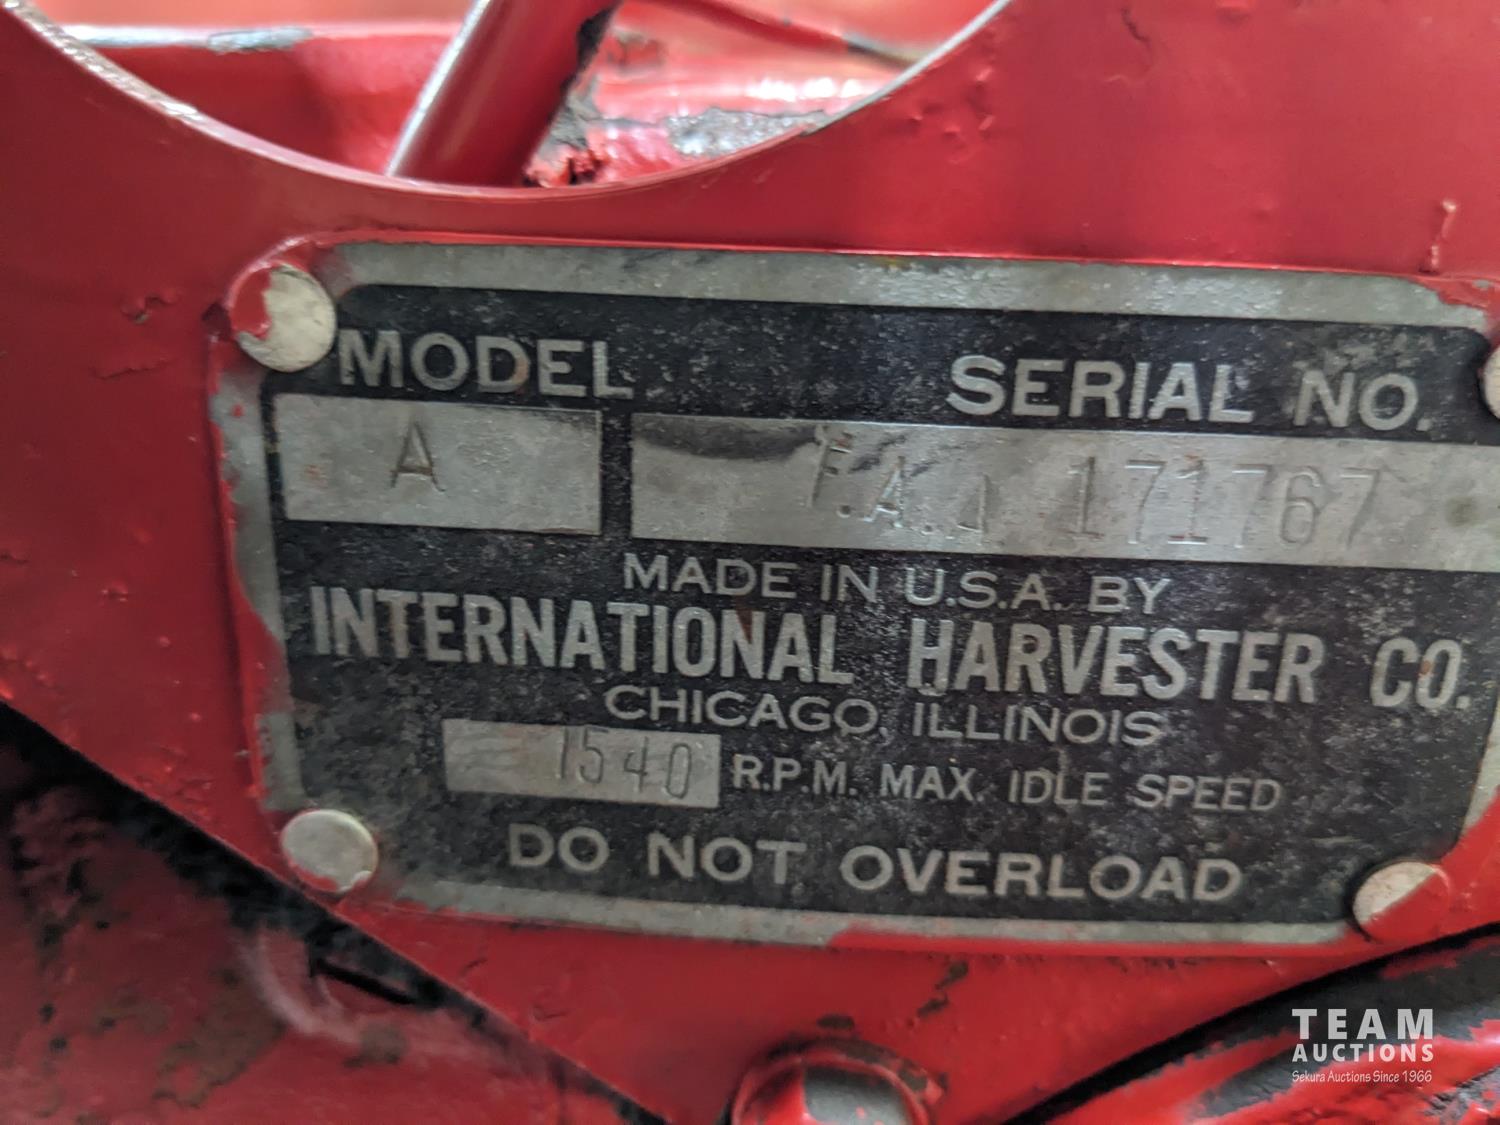 MODEL SERIAL NO.
A F.A.A 171767
MADE IN U.S.A. BY
INTERNATIONAL HARVESTER CO.
CHICAGO, ILLINOIS
1540 R.P.M. MAX. IDLE SPEED
DO NOT OVERLOAD
TEAM
AUCTIONS
Sekura Auctions Since 1966